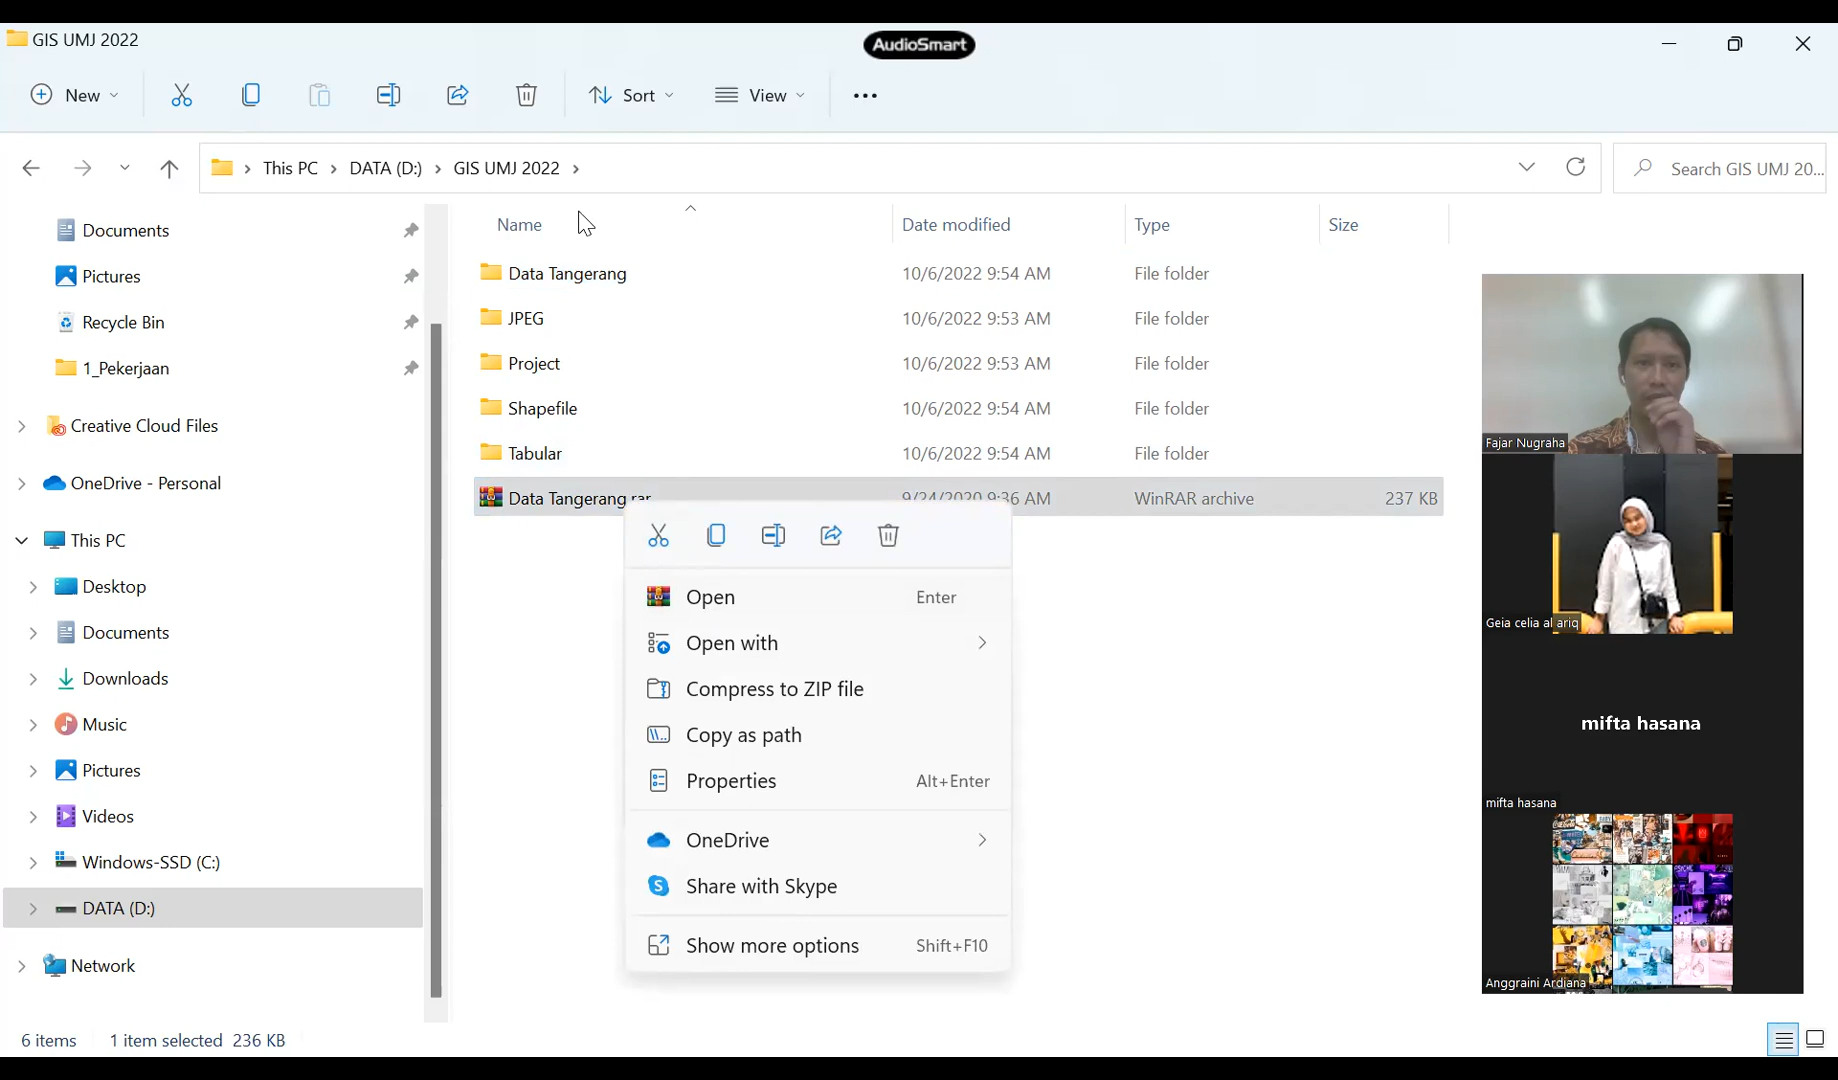 GIS UMJ 2022
AudioSmart
New
Sort
View
This PC > DATA (D:) > GIS UMJ 2022 >
Search GIS UMJ 20...
Documents
Pictures
Recycle Bin
1_Pekerjaan
Creative Cloud Files
OneDrive - Personal
This PC
Desktop
Documents
Downloads
Music
Pictures
Videos
Windows-SSD (C:)
DATA (D:)
Network
Name Date modified Type Size
Data Tangerang 10/6/2022 9:54 AM File folder
JPEG 10/6/2022 9:53 AM File folder
Project 10/6/2022 9:53 AM File folder
Shapefile 10/6/2022 9:54 AM File folder
Tabular 10/6/2022 9:54 AM File folder
Data Tangerang.rar 9/24/2020 9:36 AM WinRAR archive 237 KB
Open Enter
Open with
Compress to ZIP file
Copy as path
Properties Alt+Enter
OneDrive
Share with Skype
Show more options Shift+F10
Fajar Nugraha
Geia celia al ariq
mifta hasana
mifta hasana
Anggraini Ardiana
6 items 1 item selected 236 KB